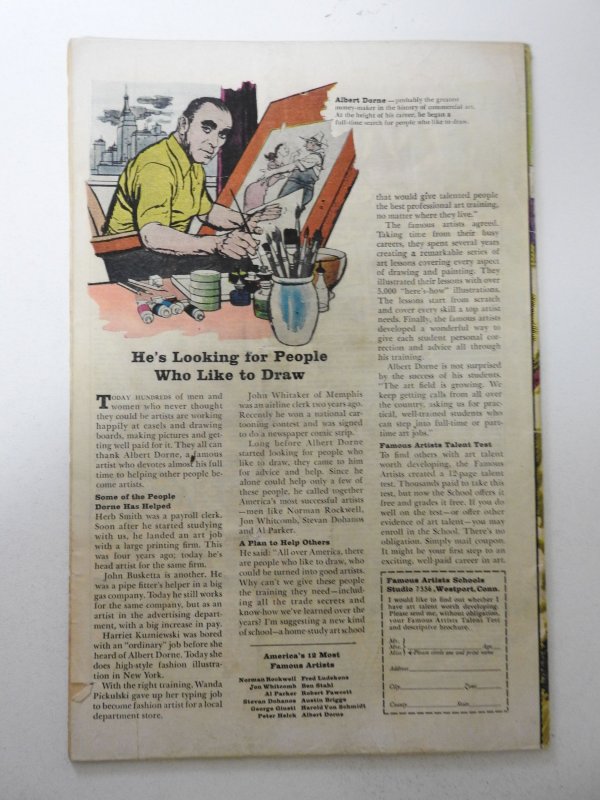 Albert Dorne — probably the greatest
money-maker in the history of commercial art.
At the height of his career, he began a
full-time search for people who like to draw.
He's Looking for People
Who Like to Draw
TODAY HUNDREDS of men and
women who never thought
they could be artists are working
happily at easels and drawing
boards, making pictures and get-
ting well paid for it. They all can
thank Albert Dorne, a famous
artist who devotes almost his full
time to helping other people be-
come artists.
Some of the People
Dorne Has Helped
Herb Smith was a payroll clerk.
Soon after he started studying
with us, he landed an art job
with a large printing firm. This
was four years ago; today he's
head artist for the same firm.
John Busketta is another. He
was a pipe fitter's helper in a big
gas company. Today he still works
for the same company, but as an
artist in the advertising depart-
ment, with a big increase in pay.
Harriet Kuzniewski was bored
with an "ordinary" job before she
heard of Albert Dorne. Today she
does high-style fashion illustra-
tion in New York.
With the right training, Wanda
Pickulski gave up her typing job
to become fashion artist for a local
department store.
John Whitaker of Memphis
was an airline clerk two years ago.
Recently he won a national car-
tooning contest and was signed
to do a newspaper comic strip.
Long before Albert Dorne
started looking for people who
like to draw, they came to him
for advice and help. Since he
alone could help only a few of
these people, he called together
America's most successful artists
—men like Norman Rockwell,
Jon Whitcomb, Stevan Dohanos
and Al Parker.
A Plan to Help Others
He said: "All over America, there
are people who like to draw, who
could be turned into good artists.
Why can't we give these people
the training they need—includ-
ing all the trade secrets and
know-how we've learned over the
years? I'm suggesting a new kind
of school—a home-study art school
America's 12 Most
Famous Artists
Norman Rockwell Fred Ludekens
Jon Whitcomb Ben Stahl
Al Parker Robert Fawcett
Stevan Dohanos Austin Briggs
George Giusti Harold Von Schmidt
Peter Helck Albert Dorne
that would give talented people
the best professional art training,
no matter where they live."
The famous artists agreed.
Taking time from their busy
careers, they spent several years
creating a remarkable series of
art lessons covering every aspect
of drawing and painting. They
illustrated their lessons with over
5,000 "here's-how" illustrations.
The lessons start from scratch
and cover every skill a top artist
needs. Finally, the famous artists
developed a wonderful way to
give each student personal cor-
rection and advice all through
his training.
Albert Dorne is not surprised
by the success of his students.
"The art field is growing. We
keep getting calls from all over
the country, asking us for prac-
tical, well-trained students who
can step into full-time or part-
time art jobs."
Famous Artists Talent Test
To find others with art talent
worth developing, the Famous
Artists created a 12-page talent
test. Thousands paid to take this
test, but now the School offers it
free and grades it free. If you do
well on the test—or offer other
evidence of art talent—you may
enroll in the School. There's no
obligation. Simply mail coupon.
It might be your first step to an
exciting, well-paid career in art.
Famous Artists Schools
Studio 7356, Westport, Conn.
I would like to find out whether I
have art talent worth developing.
Please send me, without obligation,
your Famous Artists Talent Test
and descriptive brochure.
Mr.
Mrs. Age
Miss Please circle one and print name
Address
City Zone
County State